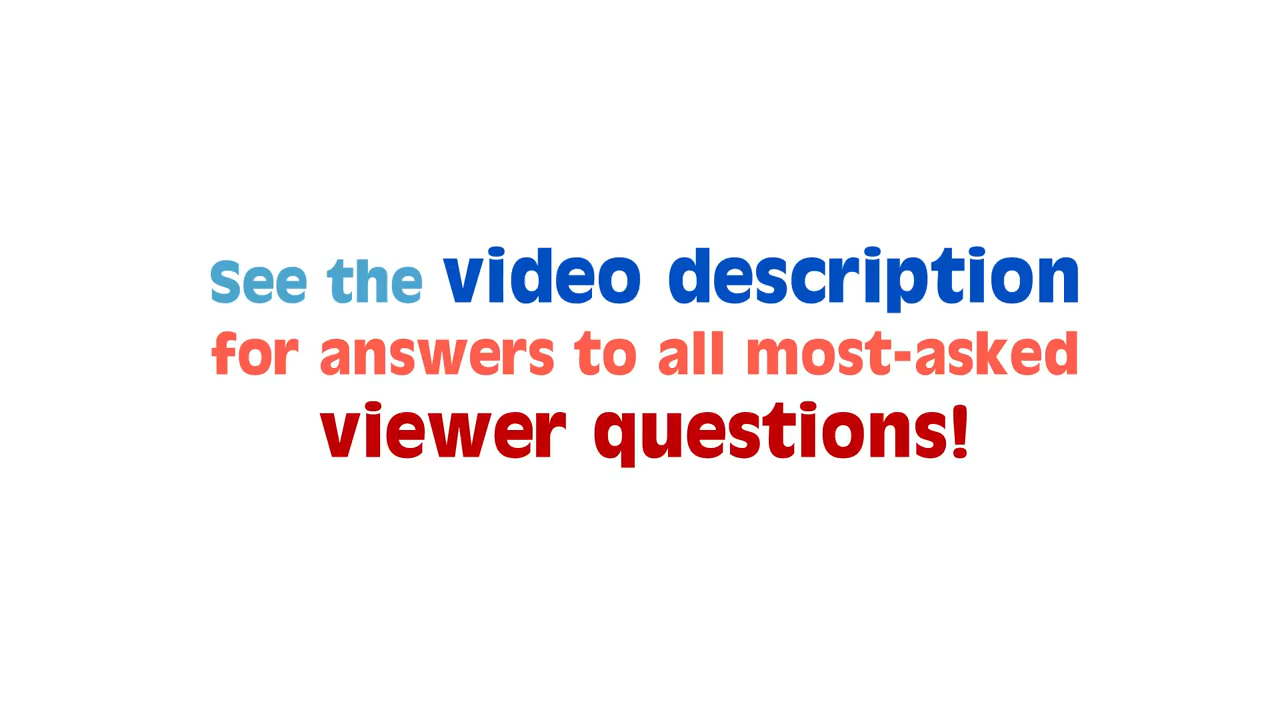 See the video description
for answers to all most-asked
viewer questions!